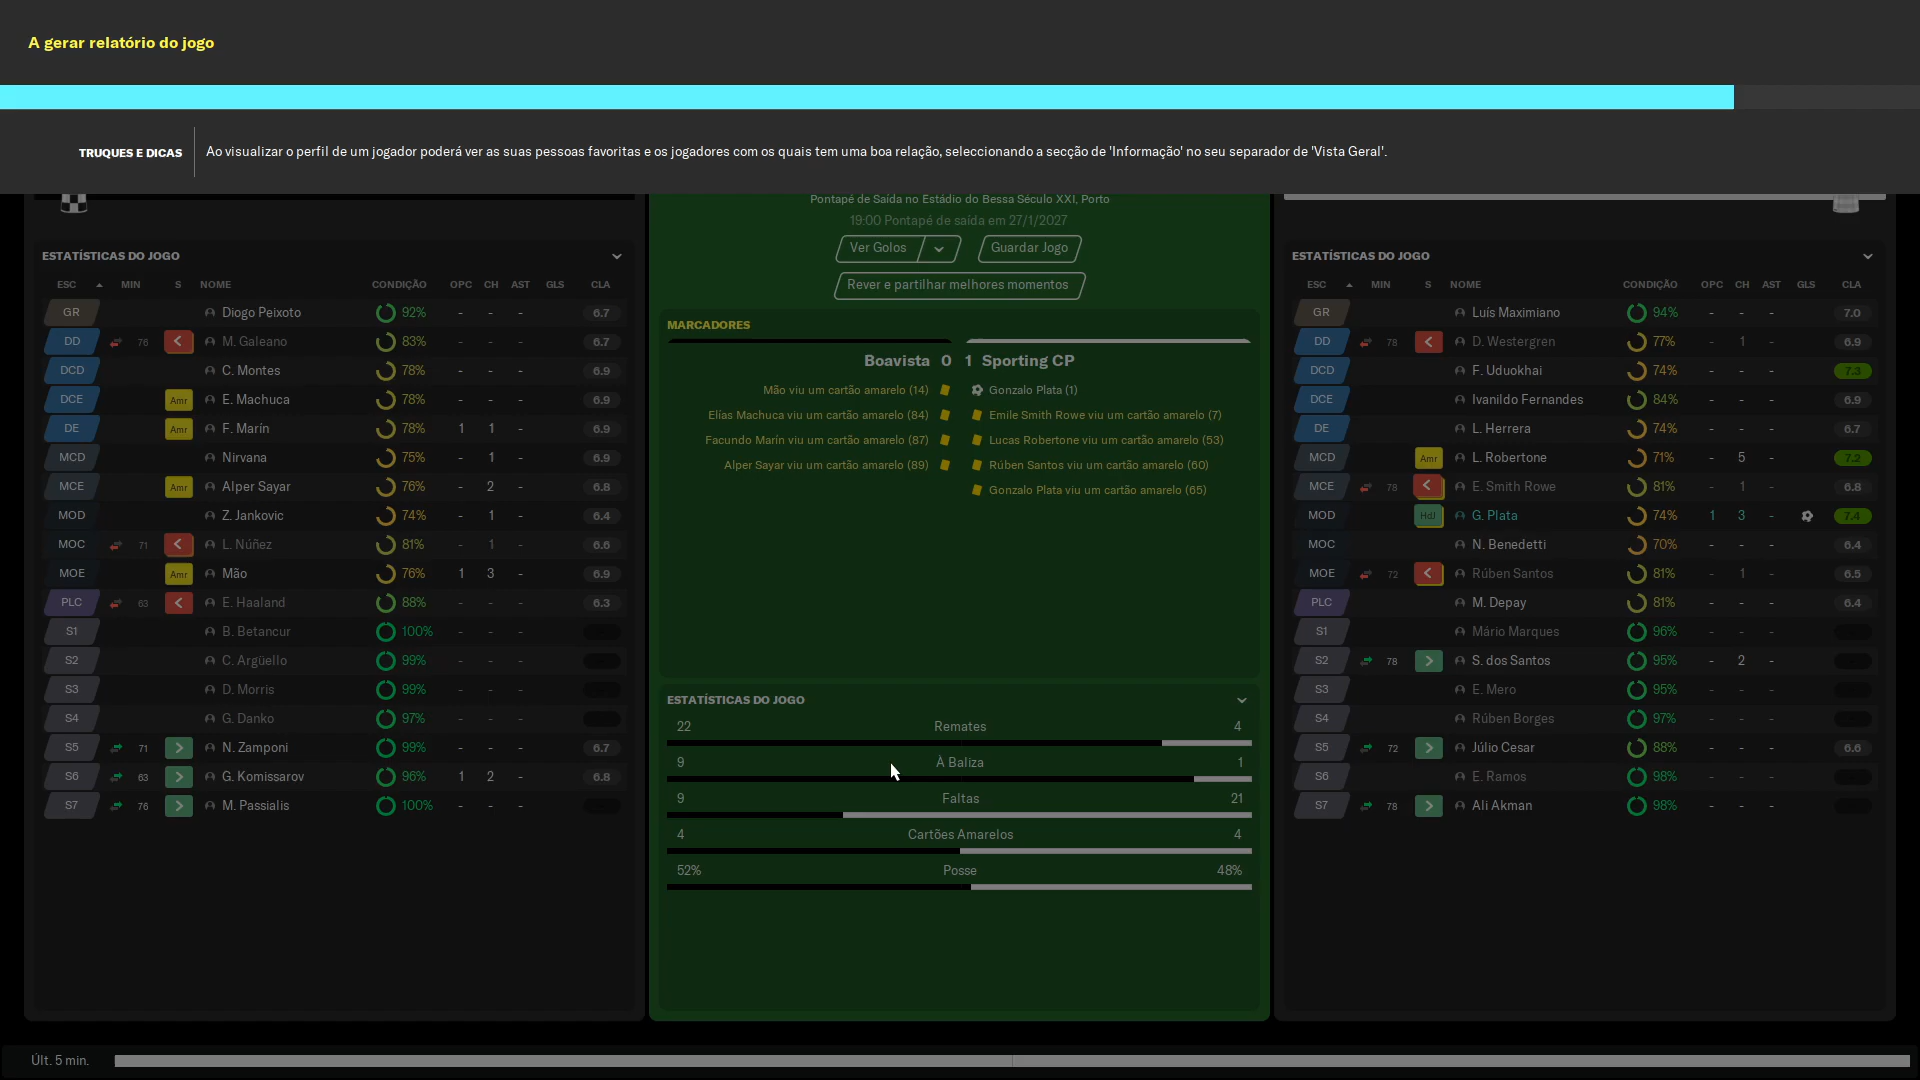 A gerar relatório do jogo
TRUQUES E DICAS Ao visualizar o perfil de um jogador poderá ver as suas pessoas favoritas e os jogadores com os quais tem uma boa relação, seleccionando a secção de 'Informação' no seu separador de 'Vista Geral'.
ESTATÍSTICAS DO JOGO
ESC MIN S NOME CONDIÇÃO OPC CH AST GLS CLA
GR Diogo Peixoto 92% - - - 6.7
DD 76 M. Galeano 83% - - - 6.7
DCD C. Montes 78% - - - 6.9
DCE Amr E. Machuca 78% - - - 6.9
DE Amr F. Marín 78% 1 1 - 6.9
MCD Nirvana 75% - 1 - 6.9
MCE Amr Alper Sayar 76% - 2 - 6.8
MOD Z. Jankovic 74% - 1 - 6.4
MOC 71 L. Núñez 81% - 1 - 6.6
MOE Amr Mão 76% 1 3 - 6.9
PLC 63 E. Haaland 88% - - - 6.3
S1 B. Betancur 100% - - -
S2 C. Argüello 99% - - -
S3 D. Morris 99% - - -
S4 G. Danko 97% - - -
S5 71 N. Zamponi 99% - - - 6.7
S6 63 G. Komissarov 96% 1 2 - 6.8
S7 76 M. Passialis 100% - - -
Pontapé de Saída no Estádio do Bessa Século XXI, Porto
19:00 Pontapé de saída em 27/1/2027
Ver Golos Guardar Jogo
Rever e partilhar melhores momentos
MARCADORES
Boavista 0 1 Sporting CP
Mão viu um cartão amarelo (14) Gonzalo Plata (1)
Elías Machuca viu um cartão amarelo (84) Emile Smith Rowe viu um cartão amarelo (7)
Facundo Marín viu um cartão amarelo (87) Lucas Robertone viu um cartão amarelo (53)
Alper Sayar viu um cartão amarelo (89) Rúben Santos viu um cartão amarelo (60)
Gonzalo Plata viu um cartão amarelo (65)
ESTATÍSTICAS DO JOGO
22 Remates 4
9 À Baliza 1
9 Faltas 21
4 Cartões Amarelos 4
52% Posse 48%
ESTATÍSTICAS DO JOGO
ESC MIN S NOME CONDIÇÃO OPC CH AST GLS CLA
GR Luís Maximiano 94% - - - 7.0
DD 78 D. Westergren 77% - 1 - 6.9
DCD F. Uduokhai 74% - - - 7.3
DCE Ivanildo Fernandes 84% - - - 6.9
DE L. Herrera 74% - - - 6.7
MCD Amr L. Robertone 71% - 5 - 7.2
MCE 78 E. Smith Rowe 81% - 1 - 6.8
MOD HdJ G. Plata 74% 1 3 - 7.4
MOC N. Benedetti 70% - - - 6.4
MOE 72 Rúben Santos 81% - 1 - 6.5
PLC M. Depay 81% - - - 6.4
S1 Mário Marques 96% - - -
S2 78 S. dos Santos 95% - 2 -
S3 E. Mero 95% - - -
S4 Rúben Borges 97% - - -
S5 72 Júlio Cesar 88% - - - 6.6
S6 E. Ramos 98% - - -
S7 78 Ali Akman 98% - - -
Últ. 5 min.